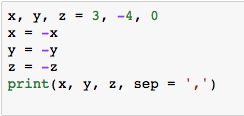 x, y, z = 3, -4, 0
x = -x
y = -y
z = -z
print(x, y, z, sep = ',')